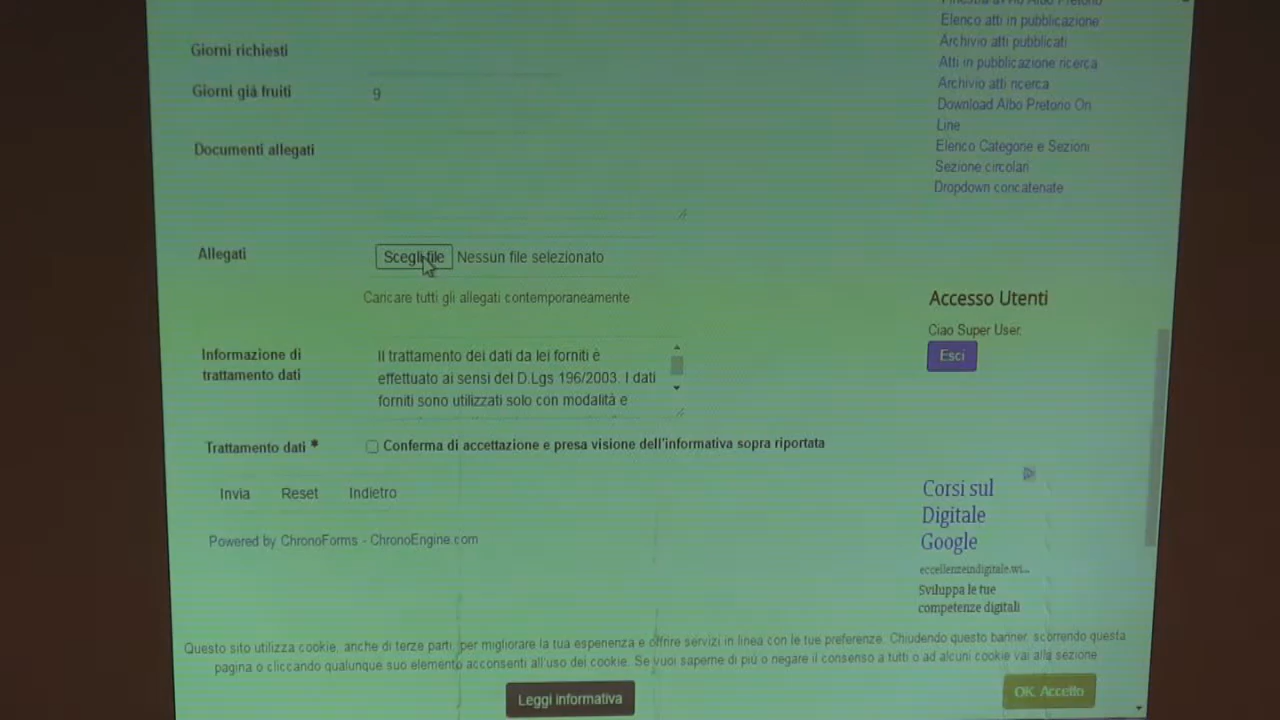 Elenco atti in pubblicazione
Archivio atti pubblicati
Atti in pubblicazione ricerca
Archivio atti ricerca
Download Albo Pretorio On
Line
Elenco Categorie e Sezioni
Sezione circolari
Dropdown concatenate
Giorni richiesti
Giorni già fruiti 9
Documenti allegati
Allegati Scegli file Nessun file selezionato
Caricare tutti gli allegati contemporaneamente
Informazione di
trattamento dati
Il trattamento dei dati da lei forniti è
effettuato ai sensi del D.Lgs 196/2003. I dati
forniti sono utilizzati solo con modalità e
Trattamento dati * Conferma di accettazione e presa visione dell'informativa sopra riportata
Invia Reset Indietro
Powered by ChronoForms - ChronoEngine.com
Accesso Utenti
Ciao Super User,
Esci
Corsi sul
Digitale
Google
eccellenzeindigitale.wi...
Sviluppa le tue
competenze digitali
Questo sito utilizza cookie, anche di terze parti, per migliorare la tua esperienza e offrire servizi in linea con le tue preferenze. Chiudendo questo banner, scorrendo questa
pagina o cliccando qualunque suo elemento acconsenti all'uso dei cookie. Se vuoi saperne di più o negare il consenso a tutti o ad alcuni cookie vai alla sezione
Leggi informativa
OK, Accetto